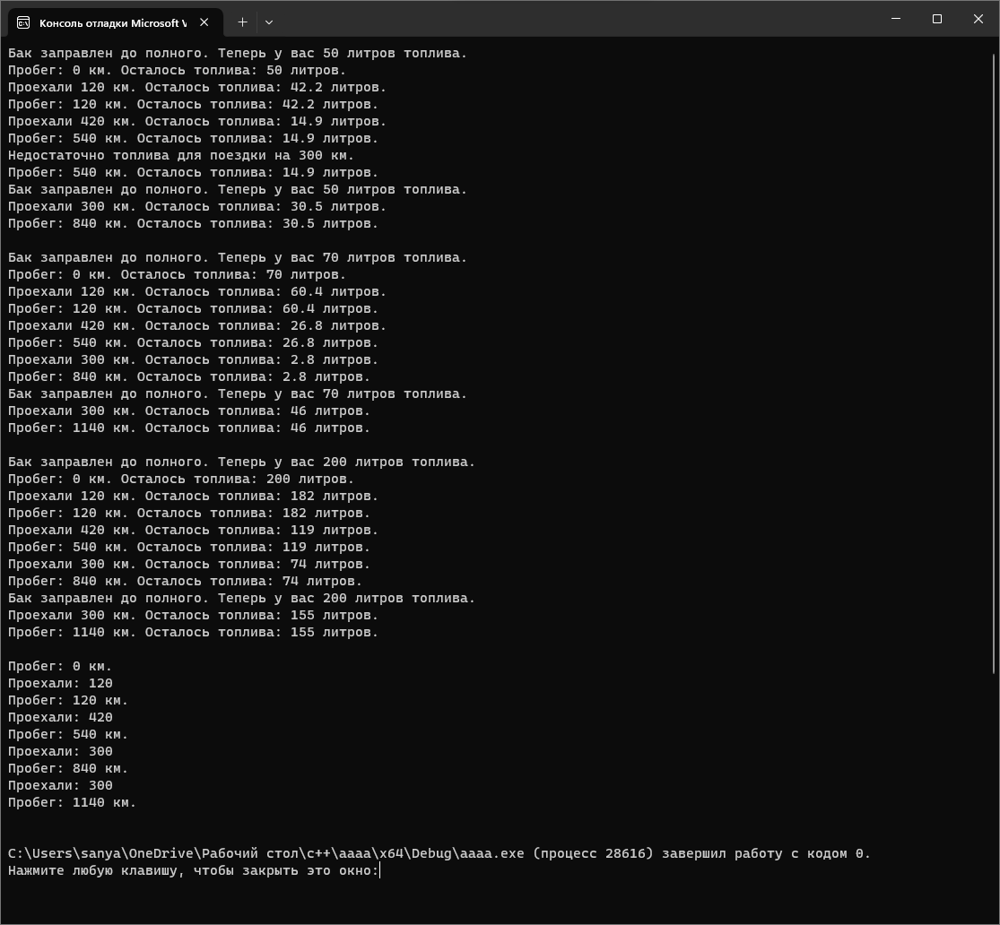 Консоль отладки Microsoft V
Бак заправлен до полного. Теперь у вас 50 литров топлива.
Пробег: 0 км. Осталось топлива: 50 литров.
Проехали 120 км. Осталось топлива: 42.2 литров.
Пробег: 120 км. Осталось топлива: 42.2 литров.
Проехали 420 км. Осталось топлива: 14.9 литров.
Пробег: 540 км. Осталось топлива: 14.9 литров.
Недостаточно топлива для поездки на 300 км.
Пробег: 540 км. Осталось топлива: 14.9 литров.
Бак заправлен до полного. Теперь у вас 50 литров топлива.
Проехали 300 км. Осталось топлива: 30.5 литров.
Пробег: 840 км. Осталось топлива: 30.5 литров.

Бак заправлен до полного. Теперь у вас 70 литров топлива.
Пробег: 0 км. Осталось топлива: 70 литров.
Проехали 120 км. Осталось топлива: 60.4 литров.
Пробег: 120 км. Осталось топлива: 60.4 литров.
Проехали 420 км. Осталось топлива: 26.8 литров.
Пробег: 540 км. Осталось топлива: 26.8 литров.
Проехали 300 км. Осталось топлива: 2.8 литров.
Пробег: 840 км. Осталось топлива: 2.8 литров.
Бак заправлен до полного. Теперь у вас 70 литров топлива.
Проехали 300 км. Осталось топлива: 46 литров.
Пробег: 1140 км. Осталось топлива: 46 литров.

Бак заправлен до полного. Теперь у вас 200 литров топлива.
Пробег: 0 км. Осталось топлива: 200 литров.
Проехали 120 км. Осталось топлива: 182 литров.
Пробег: 120 км. Осталось топлива: 182 литров.
Проехали 420 км. Осталось топлива: 119 литров.
Пробег: 540 км. Осталось топлива: 119 литров.
Проехали 300 км. Осталось топлива: 74 литров.
Пробег: 840 км. Осталось топлива: 74 литров.
Бак заправлен до полного. Теперь у вас 200 литров топлива.
Проехали 300 км. Осталось топлива: 155 литров.
Пробег: 1140 км. Осталось топлива: 155 литров.

Пробег: 0 км.
Проехали: 120
Пробег: 120 км.
Проехали: 420
Пробег: 540 км.
Проехали: 300
Пробег: 840 км.
Проехали: 300
Пробег: 1140 км.

C:\Users\sanya\OneDrive\Рабочий стол\c++\aaaa\x64\Debug\aaaa.exe (процесс 28616) завершил работу с кодом 0.
Нажмите любую клавишу, чтобы закрыть это окно: